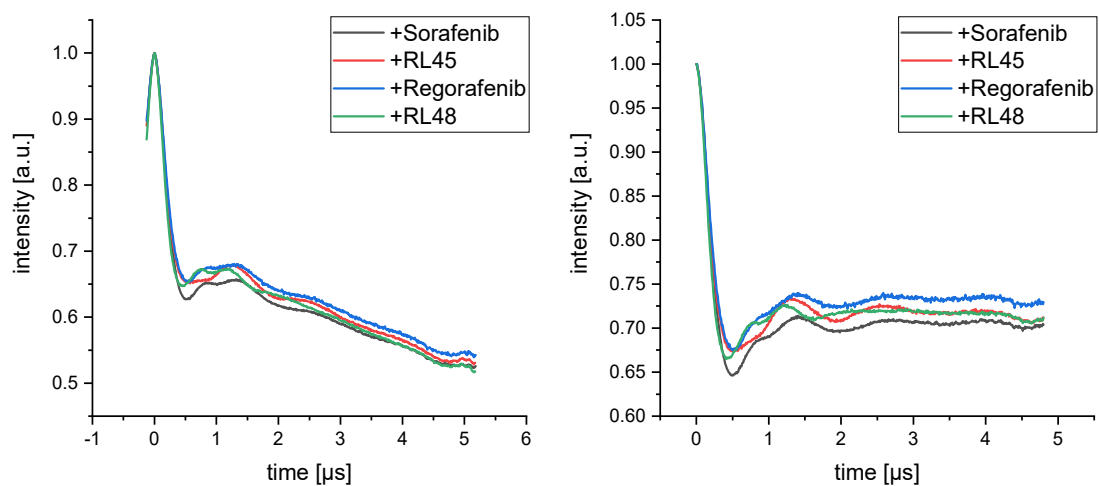 +Sorafenib
+RL45
+Regorafenib
+RL48
1.0
0.9
0.8
0.7
0.6
0.5
intensity [a.u.]
-1 0 1 2 3 4 5 6
time [µs]
+Sorafenib
+RL45
+Regorafenib
+RL48
1.05
1.00
0.95
0.90
0.85
0.80
0.75
0.70
0.65
0.60
intensity [a.u.]
0 1 2 3 4 5
time [µs]